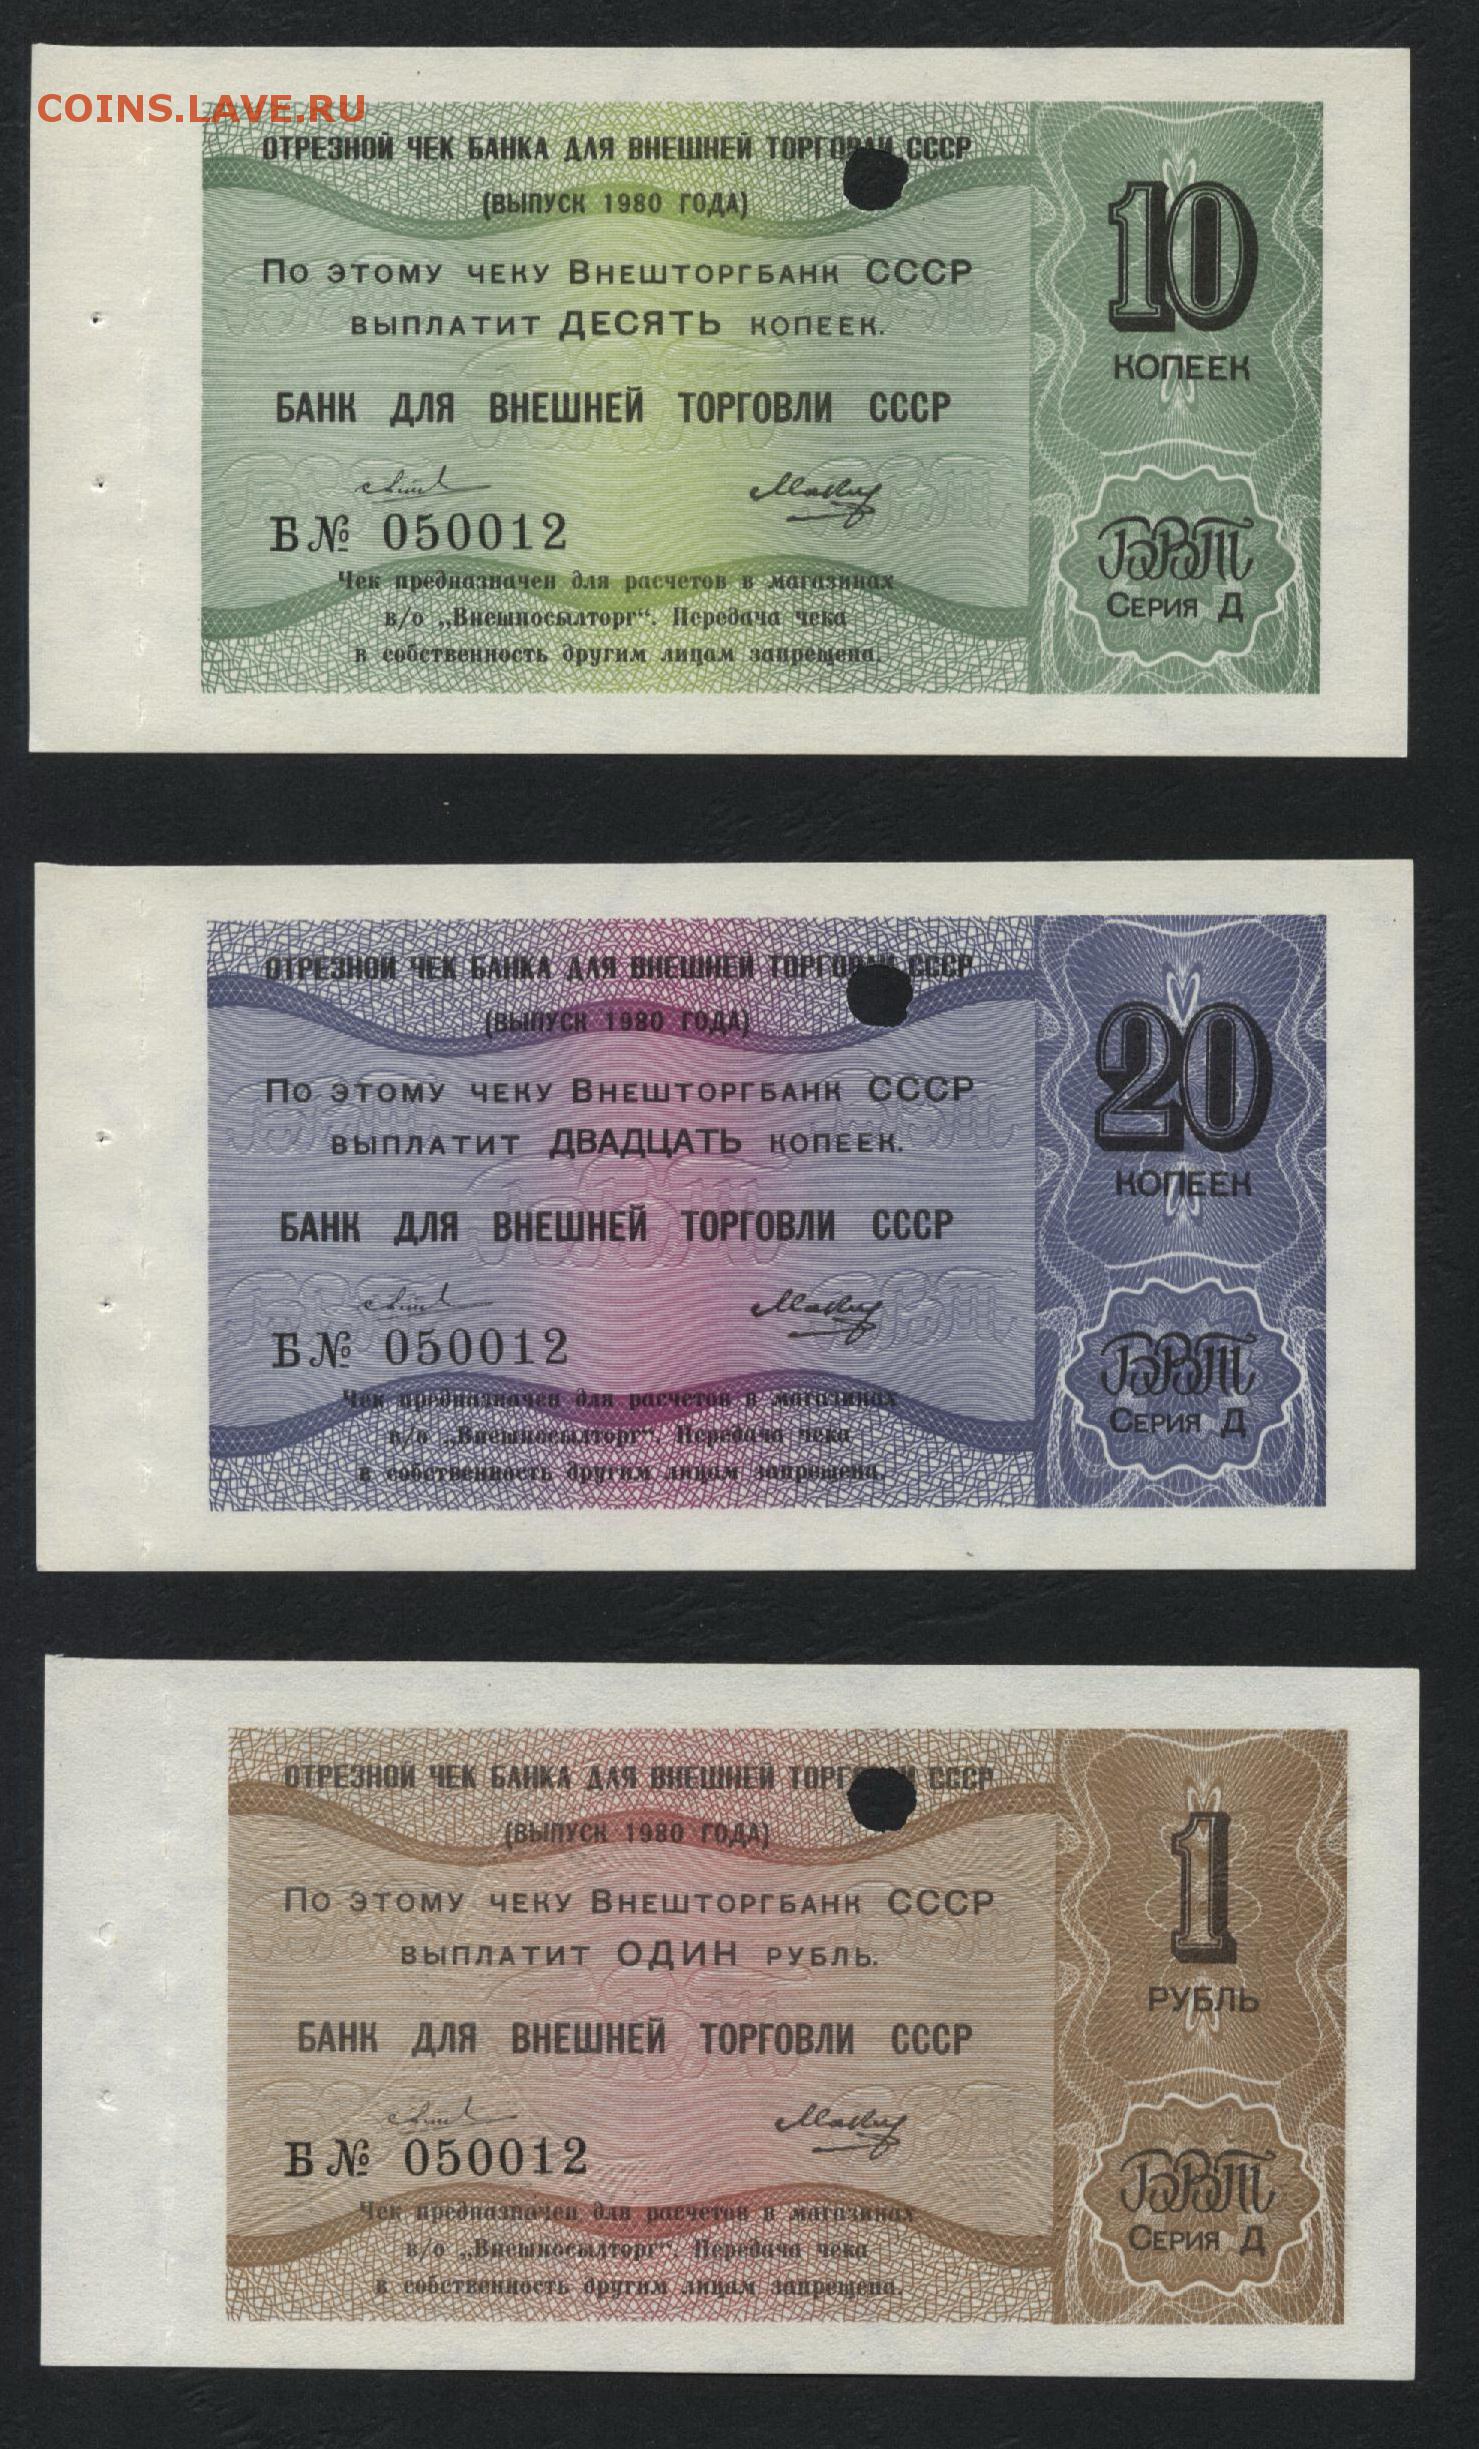 COINS.LAVE.RU
ОТРЕЗНОЙ ЧЕК БАНКА ДЛЯ ВНЕШНЕЙ СССР
(ВЫПУСК 1980 ГОДА)
По этому чеку Внешторгбанк СССР
выплатит ДЕСЯТЬ копеек.
БАНК ДЛЯ ВНЕШНЕЙ ТОРГОВЛИ СССР
Б № 050012
Чек предназначен для расчетов в магазинах
в/о „Внешпосылторг“. Передача чека
в собственность другим лицам запрещена.
10
КОПЕЕК
БВТ
Серия Д
ОТРЕЗНОЙ ЧЕК БАНКА ДЛЯ ВНЕШНЕЙ СССР
(ВЫПУСК 1980 ГОДА)
По этому чеку Внешторгбанк СССР
выплатит ДВАДЦАТЬ копеек.
БАНК ДЛЯ ВНЕШНЕЙ ТОРГОВЛИ СССР
Б № 050012
Чек предназначен для расчетов в магазинах
в/о „Внешпосылторг“. Передача чека
в собственность другим лицам запрещена.
20
КОПЕЕК
БВТ
Серия Д
ОТРЕЗНОЙ ЧЕК БАНКА ДЛЯ ВНЕШНЕЙ СССР
(ВЫПУСК 1980 ГОДА)
По этому чеку Внешторгбанк СССР
выплатит ОДИН рубль.
БАНК ДЛЯ ВНЕШНЕЙ ТОРГОВЛИ СССР
Б № 050012
Чек предназначен для расчетов в магазинах
в/о „Внешпосылторг“. Передача чека
в собственность другим лицам запрещена.
1
РУБЛЬ
БВТ
Серия Д